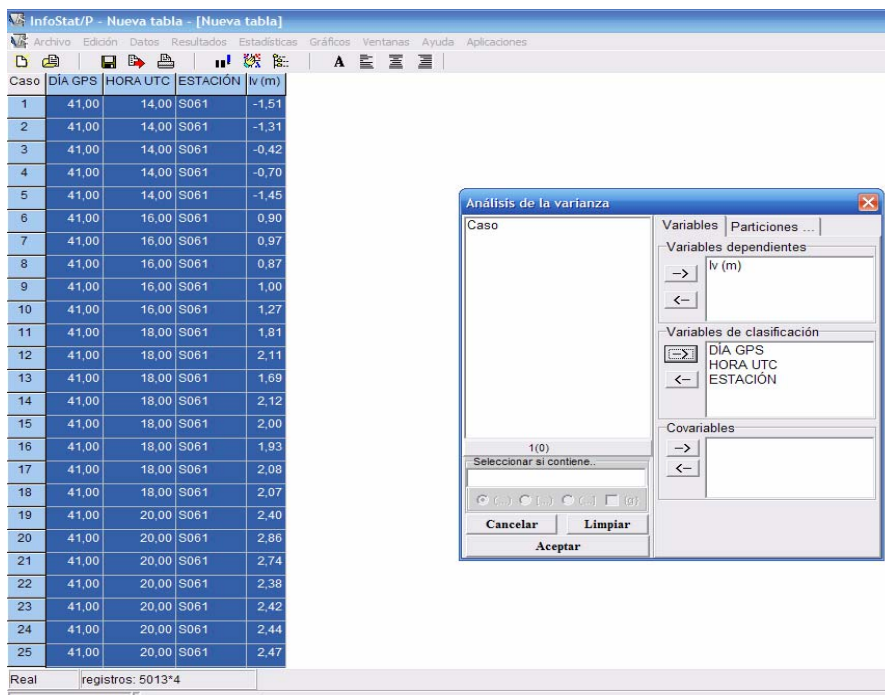 InfoStat/P - Nueva tabla - [Nueva tabla]
Archivo Edición Datos Resultados Estadísticas Gráficos Ventanas Ayuda Aplicaciones
A
Caso DÍA GPS HORA UTC ESTACIÓN Iv (m)
1 41,00 14,00 S061 -1,51
2 41,00 14,00 S061 -1,31
3 41,00 14,00 S061 -0,42
4 41,00 14,00 S061 -0,70
5 41,00 14,00 S061 -1,45
6 41,00 16,00 S061 0,90
7 41,00 16,00 S061 0,97
8 41,00 16,00 S061 0,87
9 41,00 16,00 S061 1,00
10 41,00 16,00 S061 1,27
11 41,00 18,00 S061 1,81
12 41,00 18,00 S061 2,11
13 41,00 18,00 S061 1,69
14 41,00 18,00 S061 2,12
15 41,00 18,00 S061 2,00
16 41,00 18,00 S061 1,93
17 41,00 18,00 S061 2,08
18 41,00 18,00 S061 2,07
19 41,00 20,00 S061 2,40
20 41,00 20,00 S061 2,86
21 41,00 20,00 S061 2,74
22 41,00 20,00 S061 2,38
23 41,00 20,00 S061 2,42
24 41,00 20,00 S061 2,44
25 41,00 20,00 S061 2,47
Real registros: 5013*4
Análisis de la varianza
Caso
1(0)
Seleccionar si contiene..
Cancelar Limpiar
Aceptar
Variables Particiones ...
Variables dependientes
Iv (m)
Variables de clasificación
DÍA GPS
HORA UTC
ESTACIÓN
Covariables